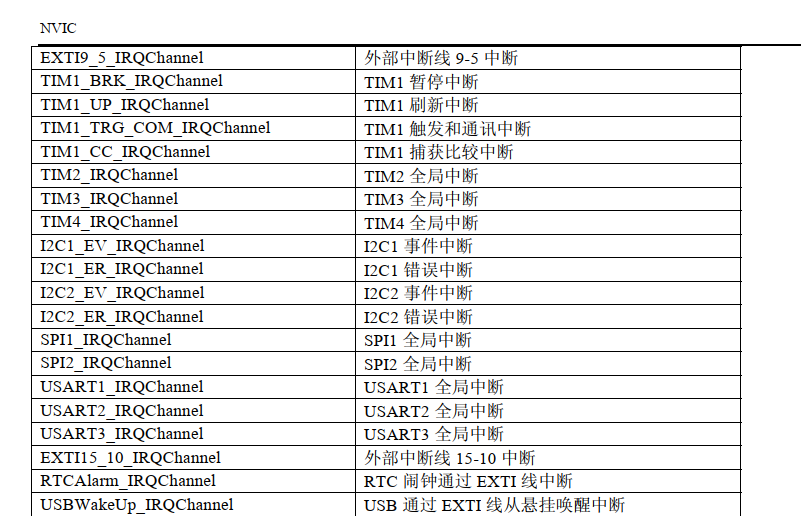 NVIC
EXTI9_5_IRQChannel 外部中断线 9-5 中断
TIM1_BRK_IRQChannel TIM1 暂停中断
TIM1_UP_IRQChannel TIM1 刷新中断
TIM1_TRG_COM_IRQChannel TIM1 触发和通讯中断
TIM1_CC_IRQChannel TIM1 捕获比较中断
TIM2_IRQChannel TIM2 全局中断
TIM3_IRQChannel TIM3 全局中断
TIM4_IRQChannel TIM4 全局中断
I2C1_EV_IRQChannel I2C1 事件中断
I2C1_ER_IRQChannel I2C1 错误中断
I2C2_EV_IRQChannel I2C2 事件中断
I2C2_ER_IRQChannel I2C2 错误中断
SPI1_IRQChannel SPI1 全局中断
SPI2_IRQChannel SPI2 全局中断
USART1_IRQChannel USART1 全局中断
USART2_IRQChannel USART2 全局中断
USART3_IRQChannel USART3 全局中断
EXTI15_10_IRQChannel 外部中断线 15-10 中断
RTCAlarm_IRQChannel RTC 闹钟通过 EXTI 线中断
USBWakeUp_IRQChannel USB 通过 EXTI 线从悬挂唤醒中断